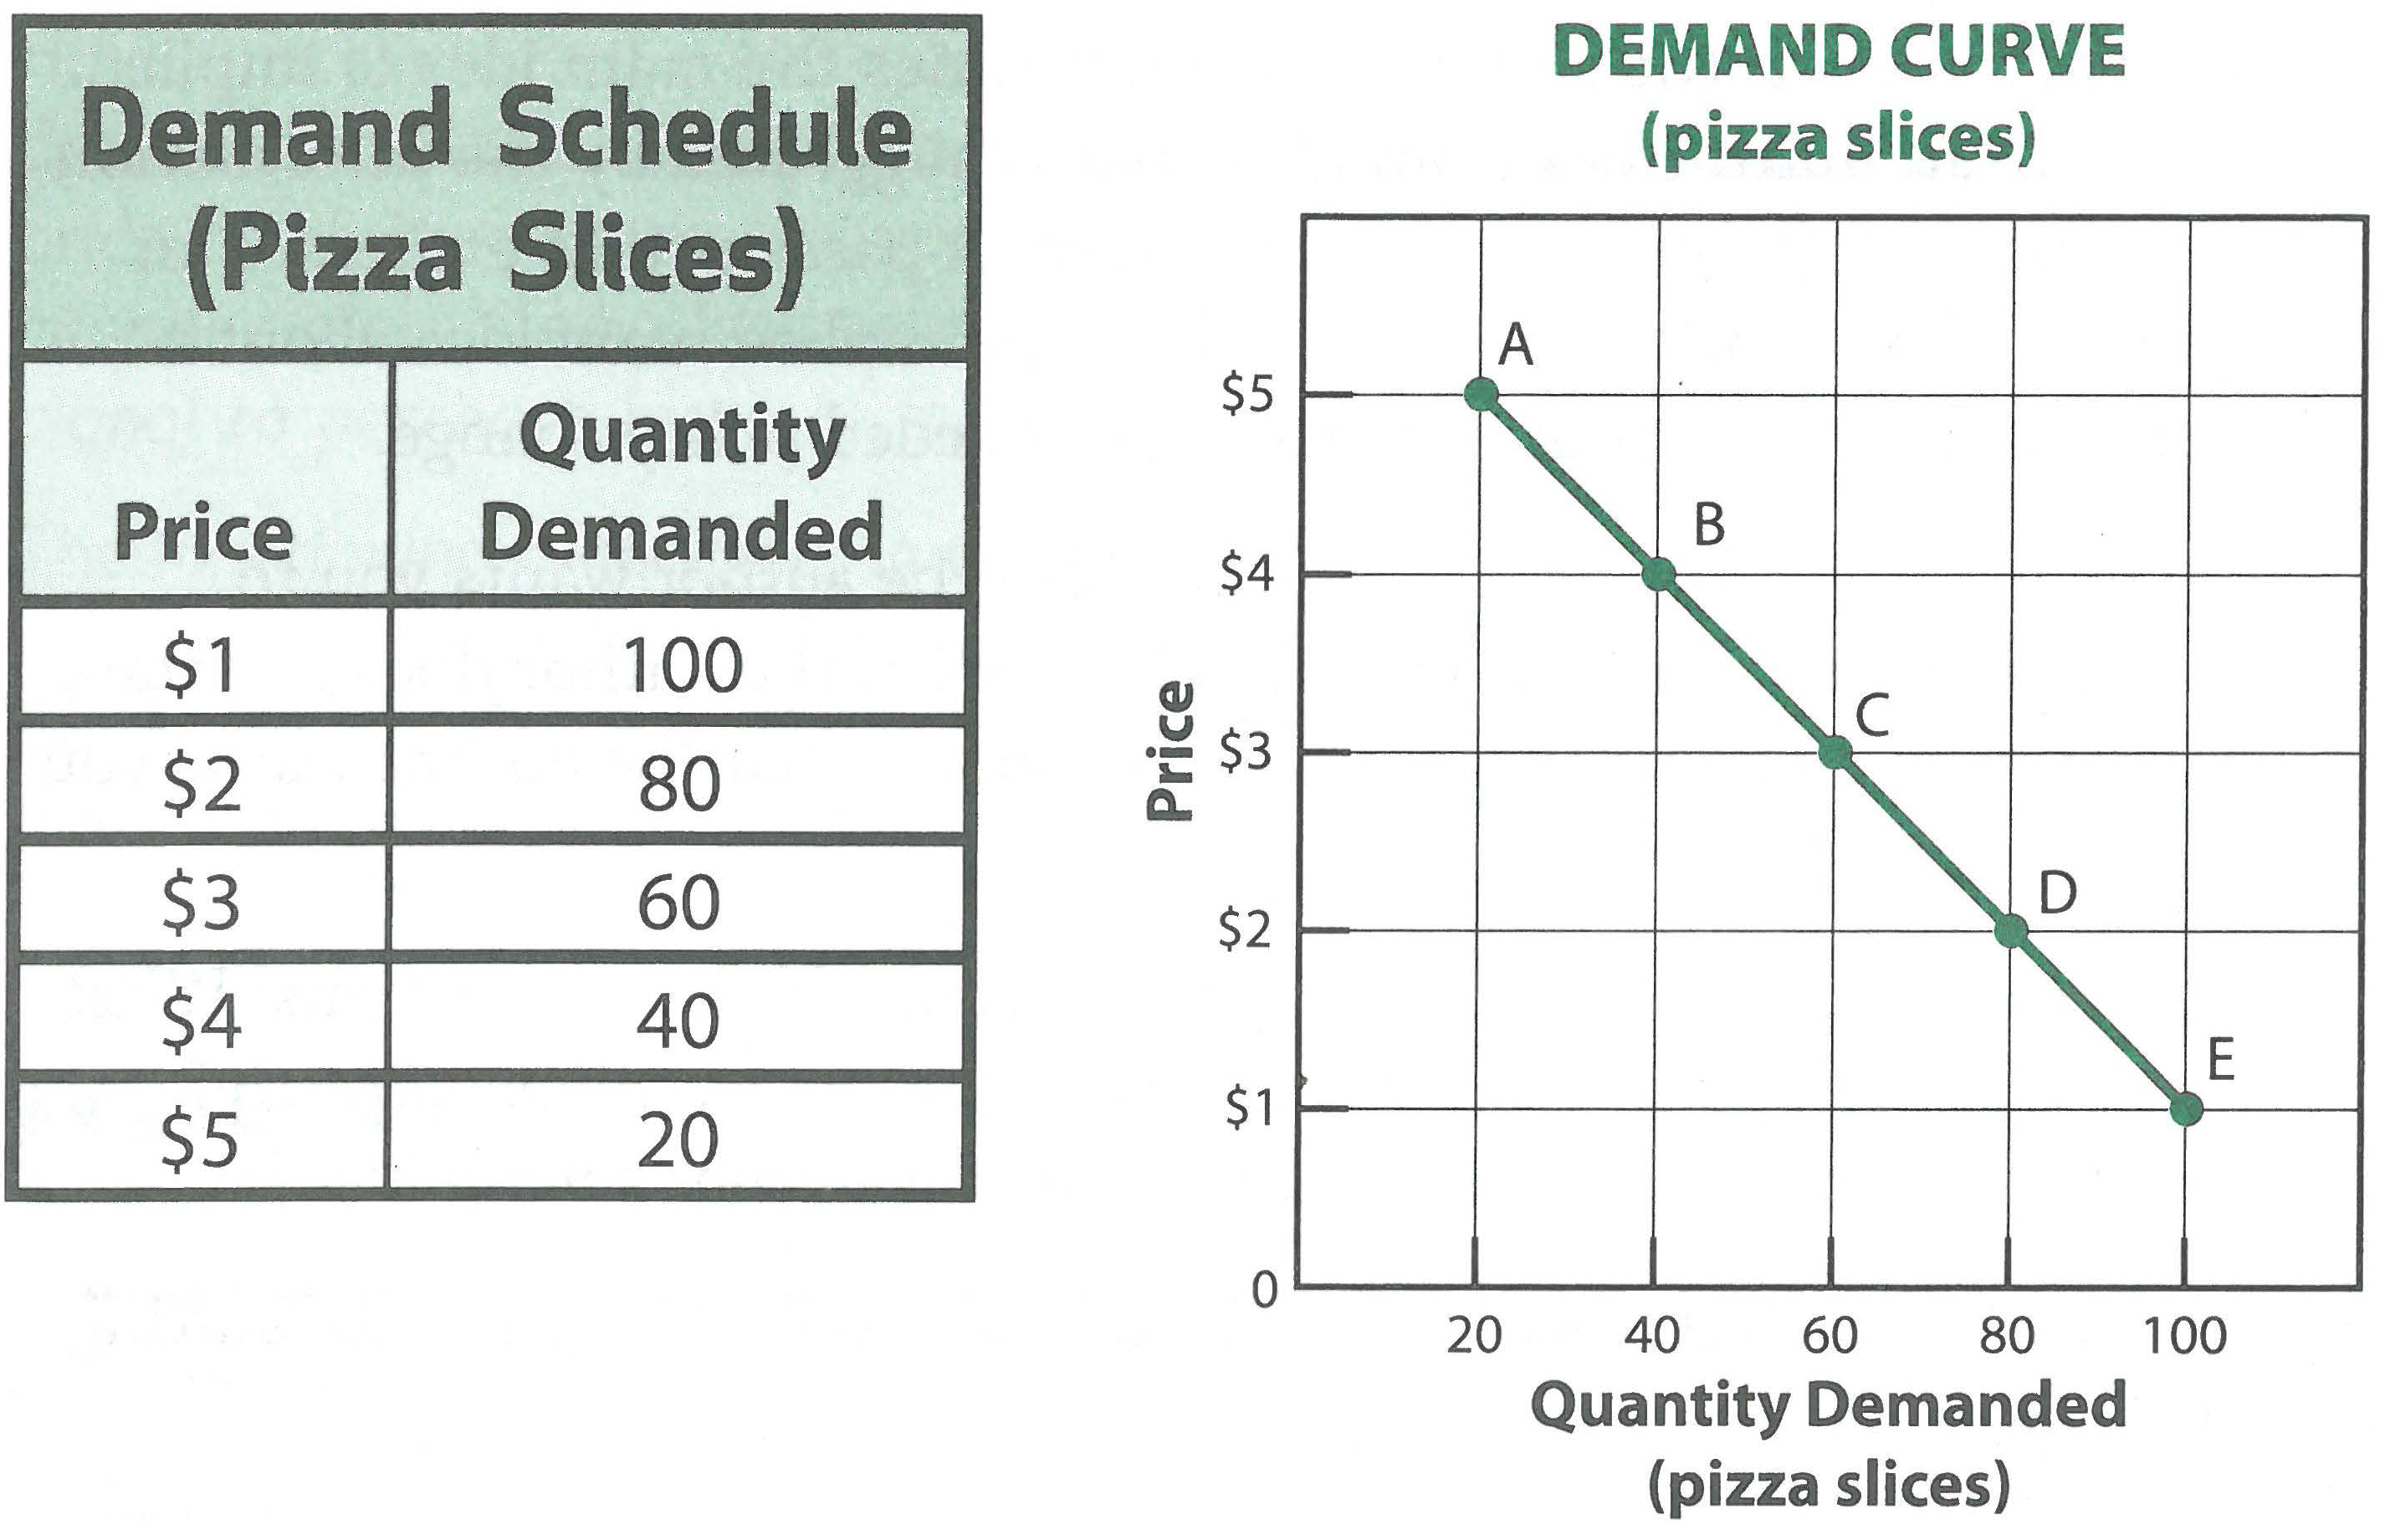 Demand Schedule
(Pizza Slices)
Price
Quantity
Demanded
$1 100
$2 80
$3 60
$4 40
$5 20
DEMAND CURVE
(pizza slices)
A
$5
B
$4
C
$3
Price
D
$2
E
$1
0
20 40 60 80 100
Quantity Demanded
(pizza slices)